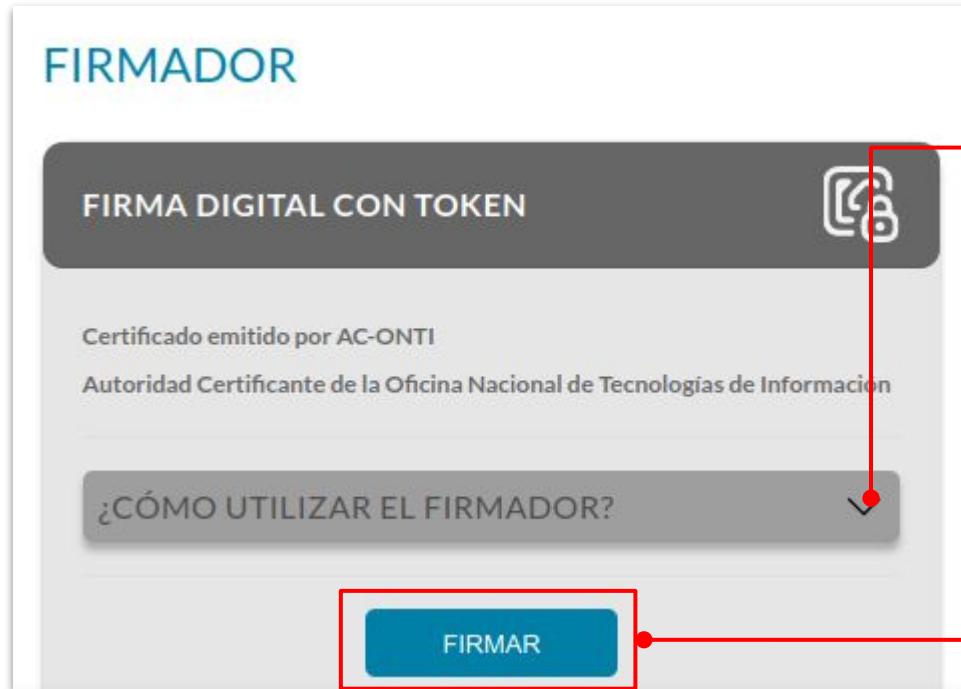 FIRMADOR
FIRMA DIGITAL CON TOKEN
Certificado emitido por AC-ONTI
Autoridad Certificante de la Oficina Nacional de Tecnologías de Información
¿CÓMO UTILIZAR EL FIRMADOR?
FIRMAR